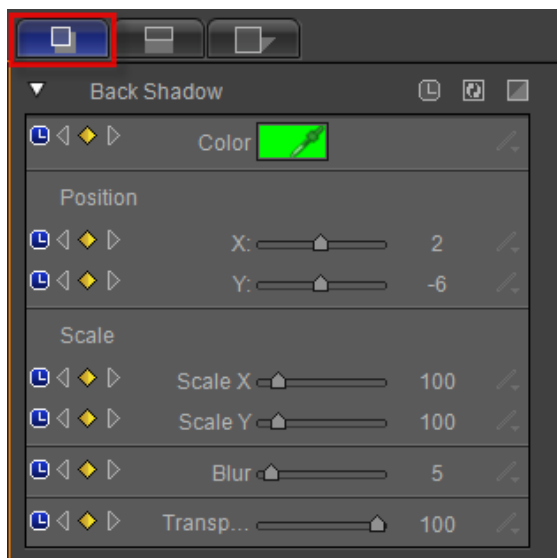 Back Shadow
Color
Position
X: 2
Y: -6
Scale
Scale X 100
Scale Y 100
Blur 5
Transp... 100